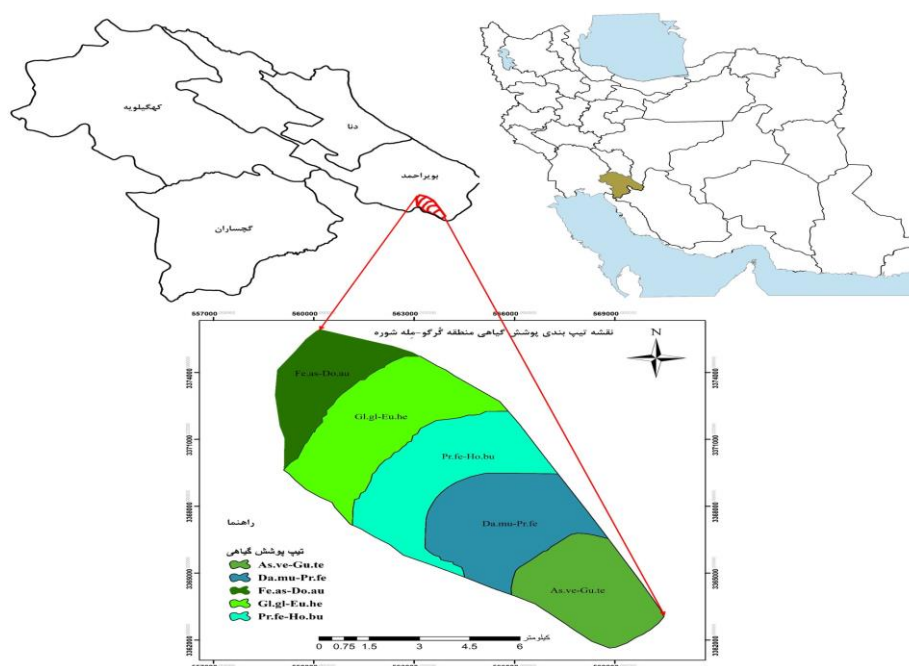 کهگیلویه
دنا
بویراحمد
گچساران
557000 560000 563000 566000 569000
نقشه تیپ بندی پوشش گیاهی منطقه گرگو-مله شوره
N
3374000
3371000
3368000
3365000
3362000
Fe.as-Do.au
Gl.gl-Eu.he
Pr.fe-Ho.bu
Da.mu-Pr.fe
As.ve-Gu.te
راهنما
تیپ پوشش گیاهی
As.ve-Gu.te
Da.mu-Pr.fe
Fe.as-Do.au
Gl.gl-Eu.he
Pr.fe-Ho.bu
0 0.75 1.5 3 4.5 6
کیلومتر